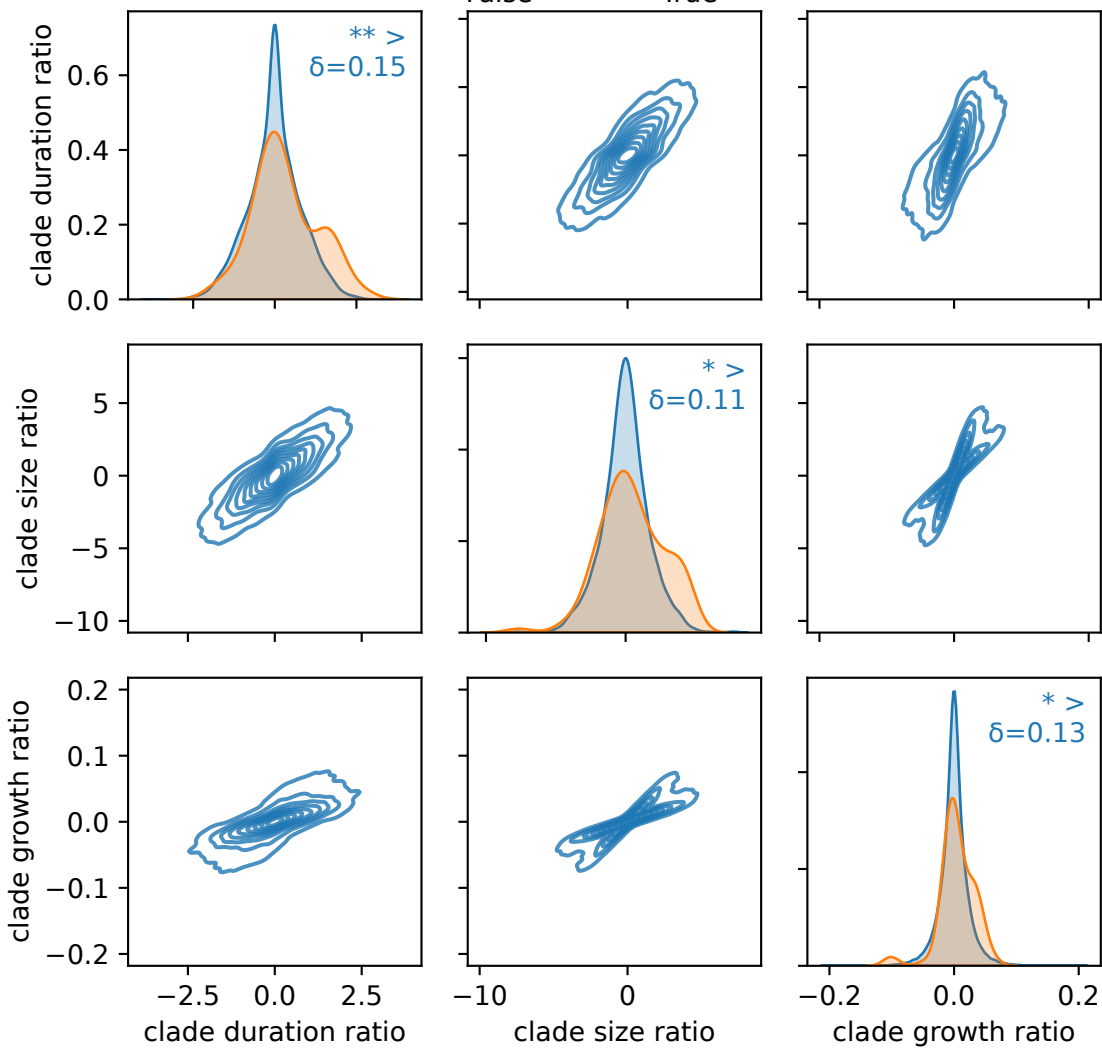 False True
clade duration ratio
0.6
0.4
0.2
0.0
** >
δ=0.15
clade size ratio
5
0
−5
−10
* >
δ=0.11
clade growth ratio
0.2
0.1
0.0
−0.1
−0.2
* >
δ=0.13
−2.5 0.0 2.5
−10 0
−0.2 0.0 0.2
clade duration ratio
clade size ratio
clade growth ratio